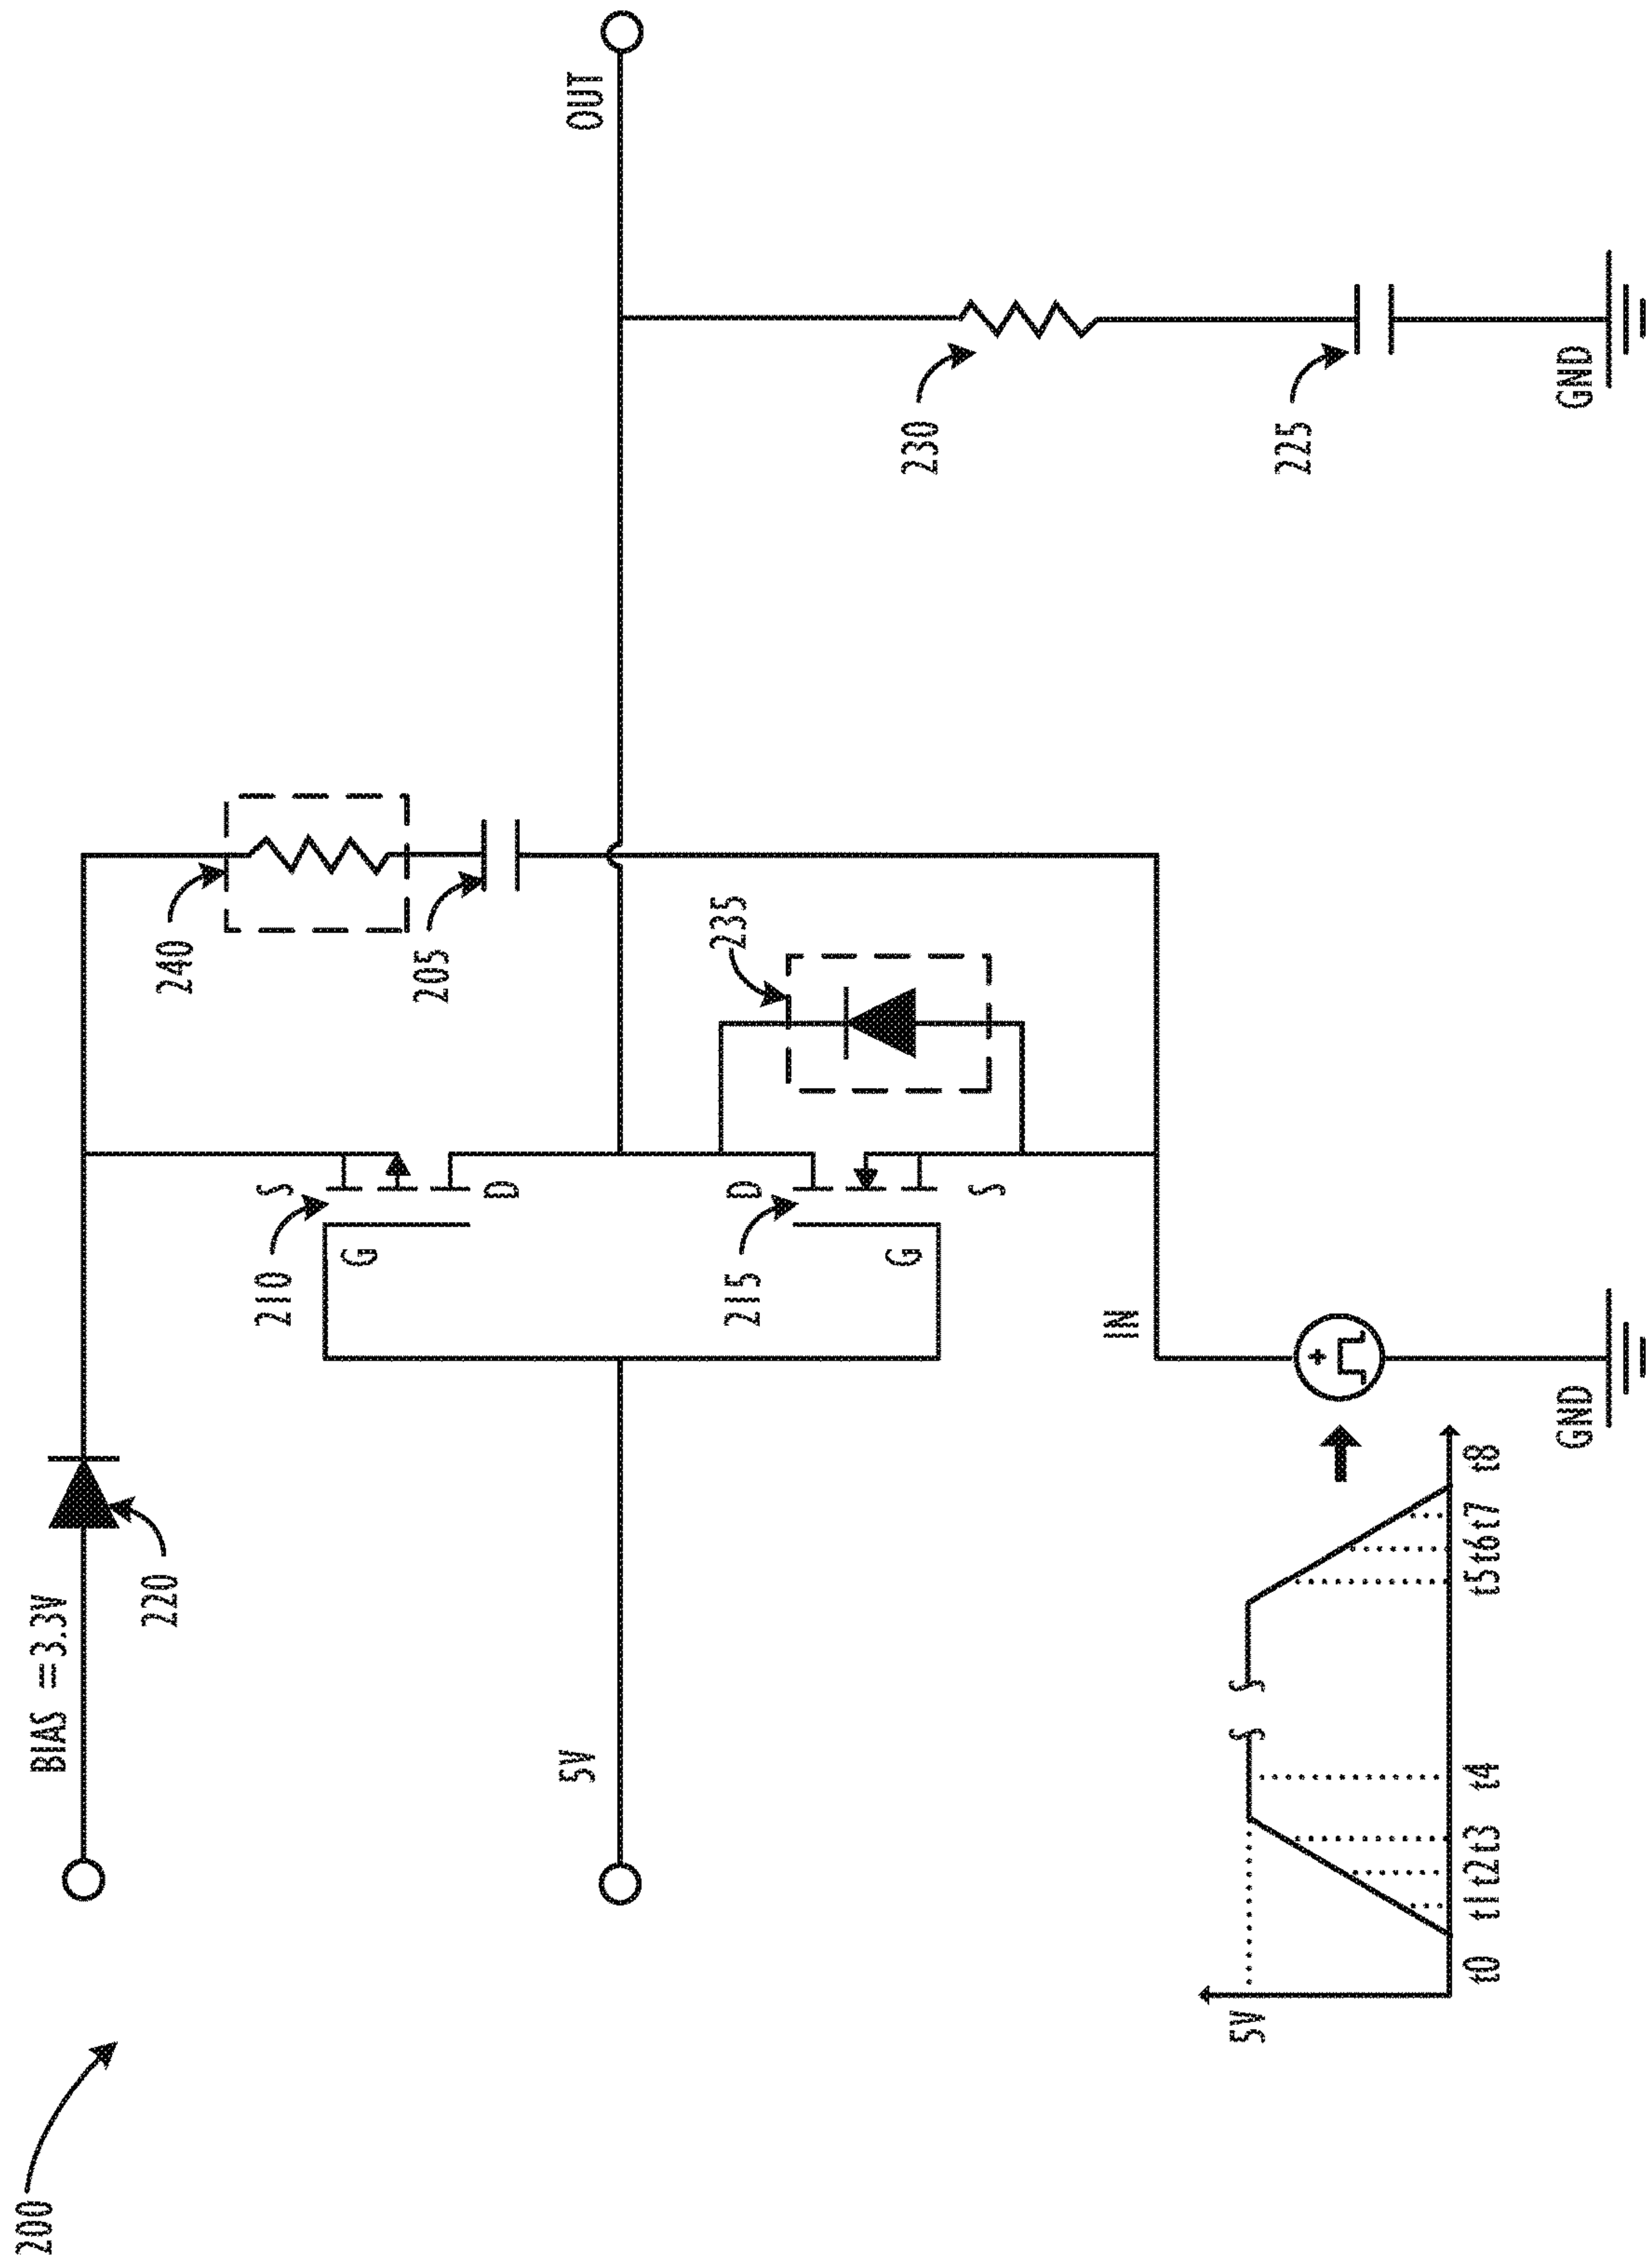 200
BIAS =3.3V
220
S
210
G
D
240
205
OUT
5V
D
215
G
S
235
230
225
IN
GND
GND
5V
S S
t0 t1 t2 t3 t4 t5 t6 t7 t8
+